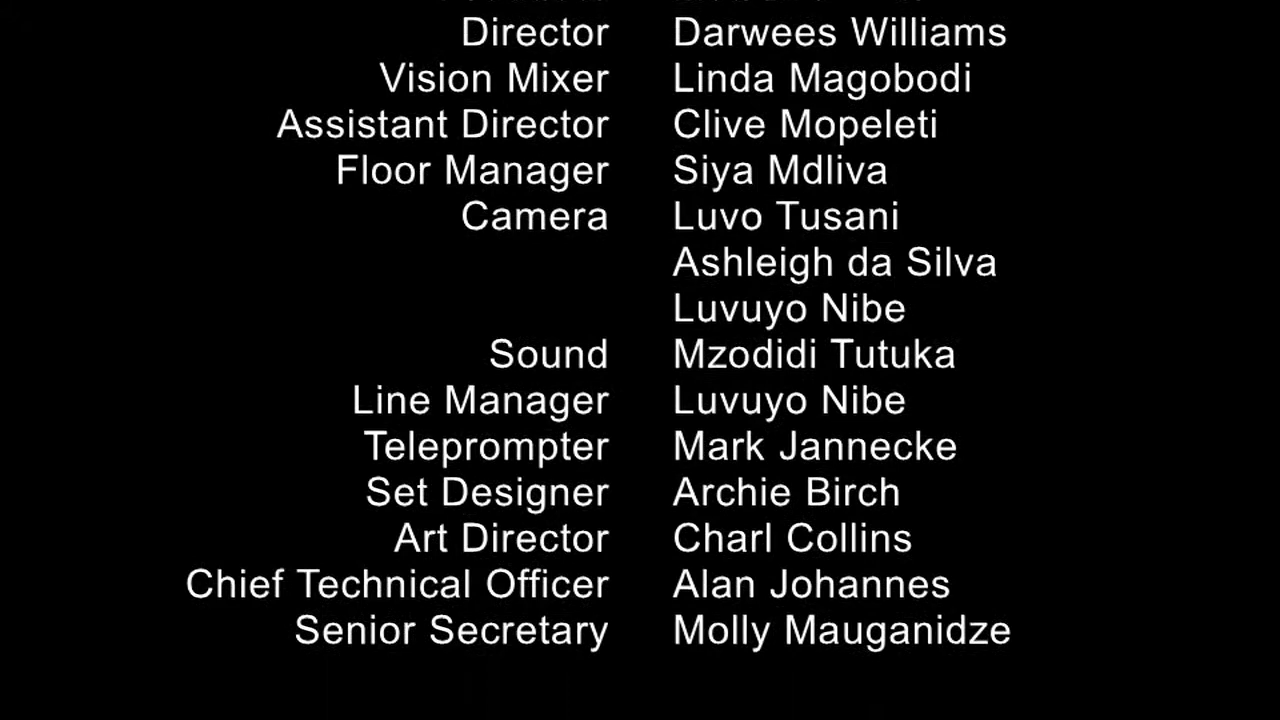 Director Darwees Williams
Vision Mixer Linda Magobodi
Assistant Director Clive Mopeleti
Floor Manager Siya Mdliva
Camera Luvo Tusani
Ashleigh da Silva
Luvuyo Nibe
Sound Mzodidi Tutuka
Line Manager Luvuyo Nibe
Teleprompter Mark Jannecke
Set Designer Archie Birch
Art Director Charl Collins
Chief Technical Officer Alan Johannes
Senior Secretary Molly Mauganidze